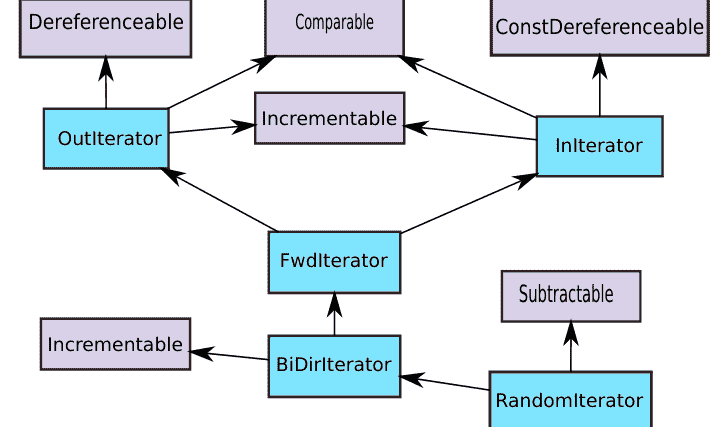 Dereferenceable
Comparable
ConstDereferenceable
Incrementable
OutIterator
InIterator
FwdIterator
Subtractable
Incrementable
BiDirIterator
RandomIterator